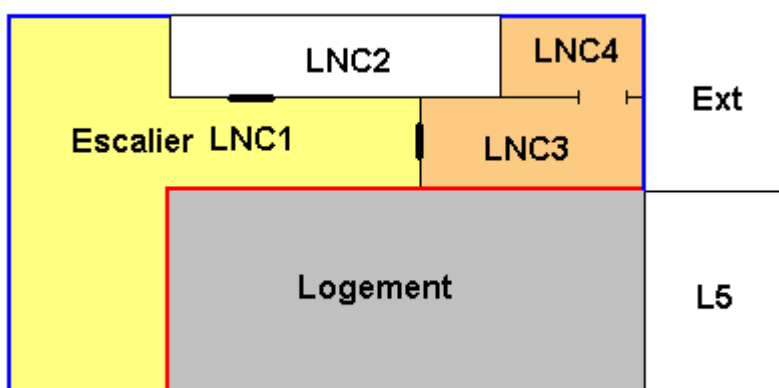 LNC2
LNC4
Ext
Escalier LNC1
LNC3
Logement
L5